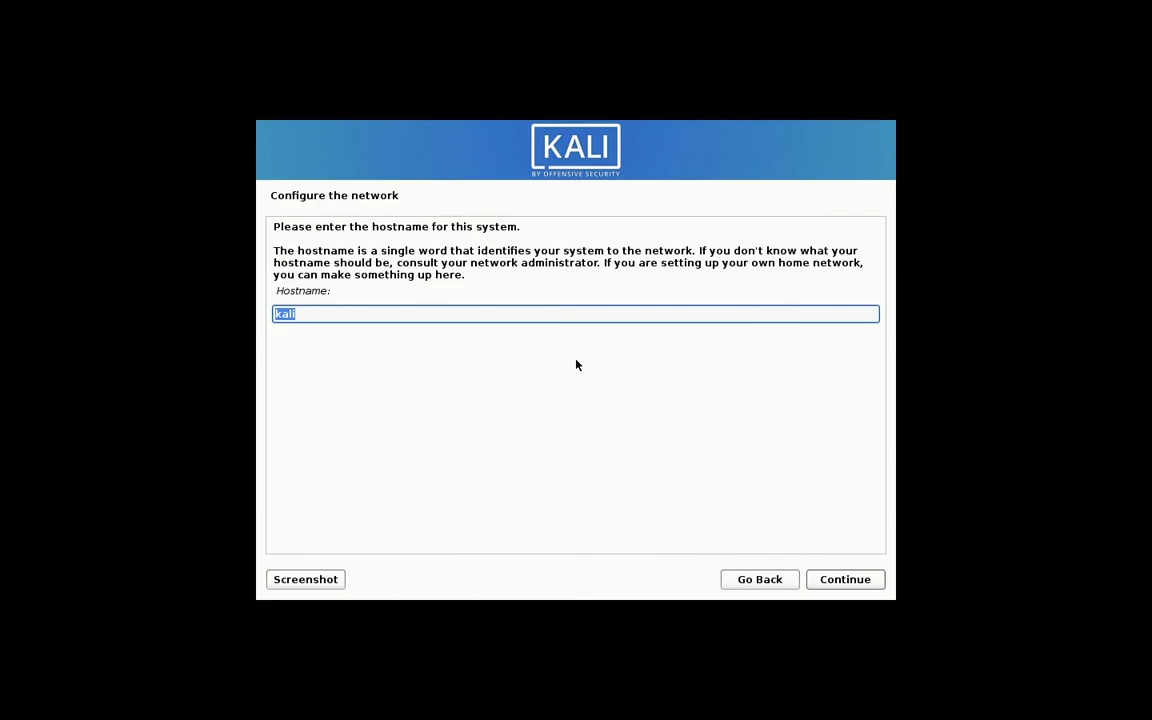 KALI
BY OFFENSIVE SECURITY
Configure the network
Please enter the hostname for this system.
The hostname is a single word that identifies your system to the network. If you don't know what your
hostname should be, consult your network administrator. If you are setting up your own home network,
you can make something up here.
Hostname:
kali
Screenshot
Go Back
Continue